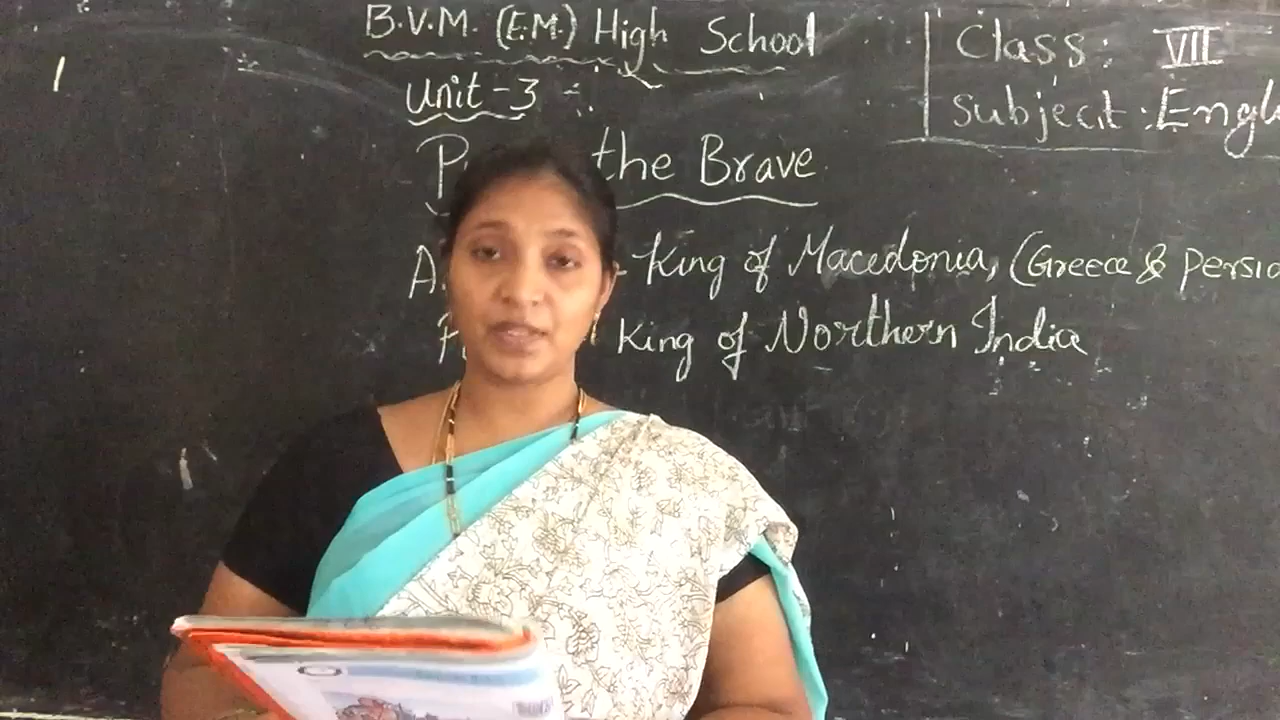 B.V.M. (E.M.) High School
Class: VII
Unit-3 :
Subject: Engl
the Brave
King of Macedonia, (Greece & Persia
King of Northern India